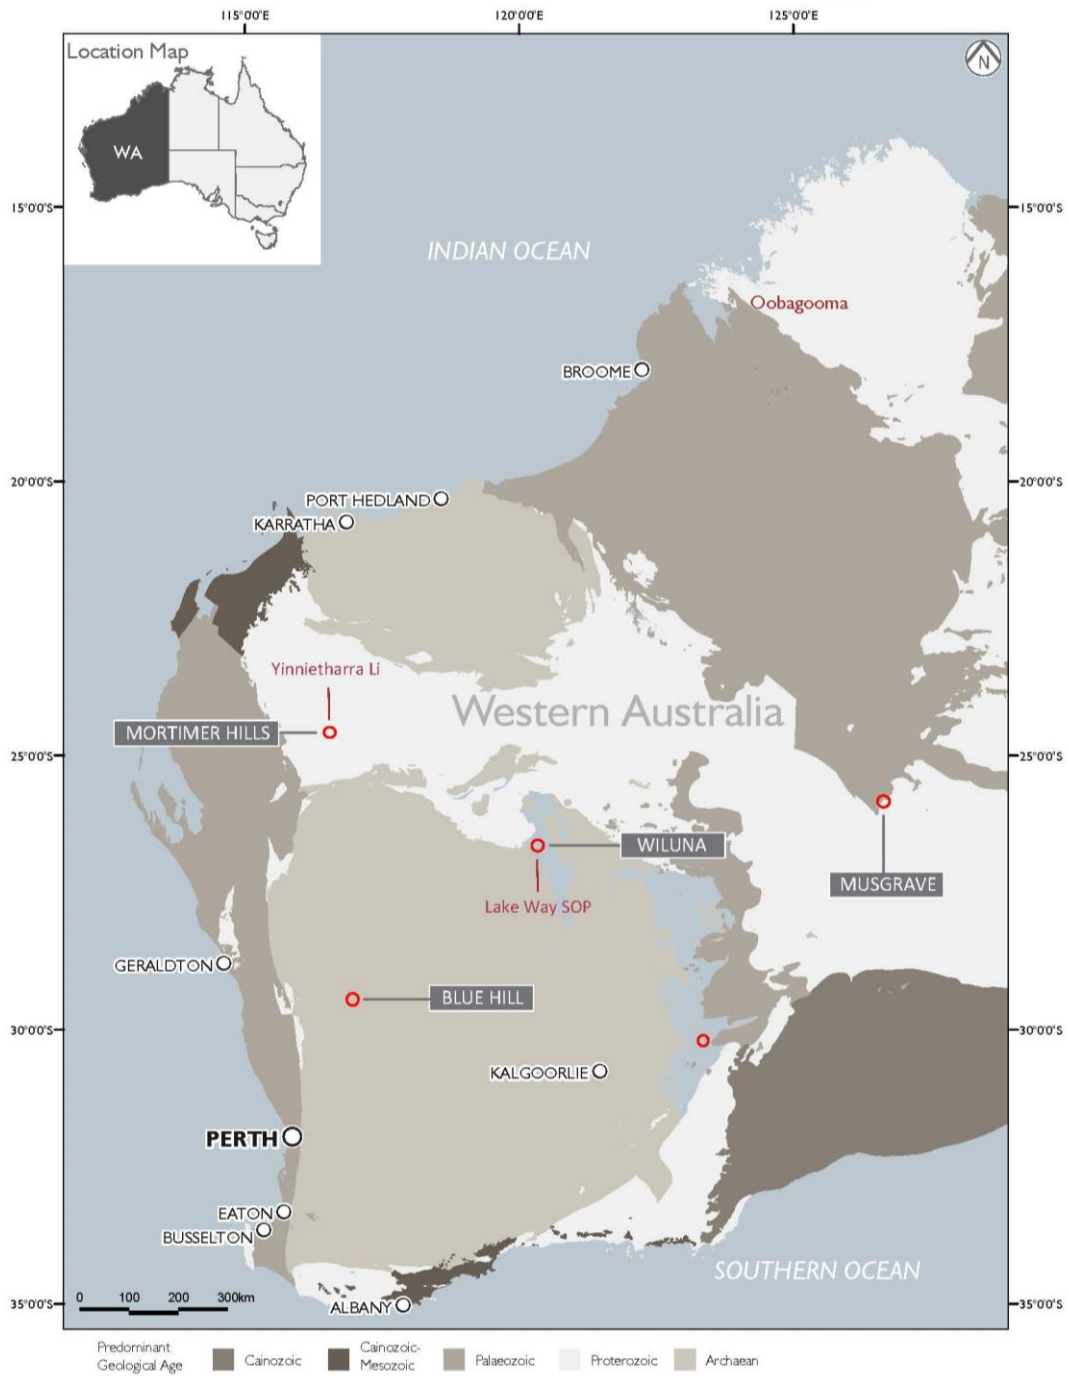 115°0'0"E
120°0'0"E
125°0'0"E
Location Map
N
WA
15°0'0"S
15°0'0"S
INDIAN OCEAN
Oobagooma
BROOME
20°0'0"S
20°0'0"S
PORT HEDLAND
KARRATHA
Yinnietharra Li
Western Australia
MORTIMER HILLS
25°0'0"S
25°0'0"S
WILUNA
MUSGRAVE
Lake Way SOP
GERALDTON
BLUE HILL
30°0'0"S
30°0'0"S
KALGOORLIE
PERTH
EATON
BUSSELTON
SOUTHERN OCEAN
0 100 200 300km
ALBANY
35°0'0"S
35°0'0"S
Predominant
Geological Age
Cainozoic
Cainozoic-
Mesozoic
Palaeozoic
Proterozoic
Archaean